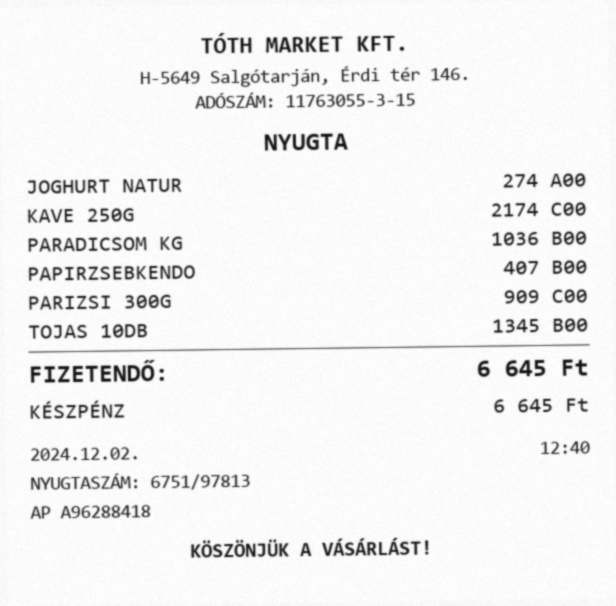 TÓTH MARKET KFT.
H-5649 Salgótarján, Érdi tér 146.
ADÓSZÁM: 11763055-3-15
NYUGTA
JOGHURT NATUR 274 A00
KAVE 250G 2174 C00
PARADICSOM KG 1036 B00
PAPIRZSEBKENDO 407 B00
PARIZSI 300G 909 C00
TOJAS 10DB 1345 B00
FIZETENDŐ: 6 645 Ft
KÉSZPÉNZ 6 645 Ft
2024.12.02. 12:40
NYUGTASZÁM: 6751/97813
AP A96288418
KÖSZÖNJÜK A VÁSÁRLÁST!